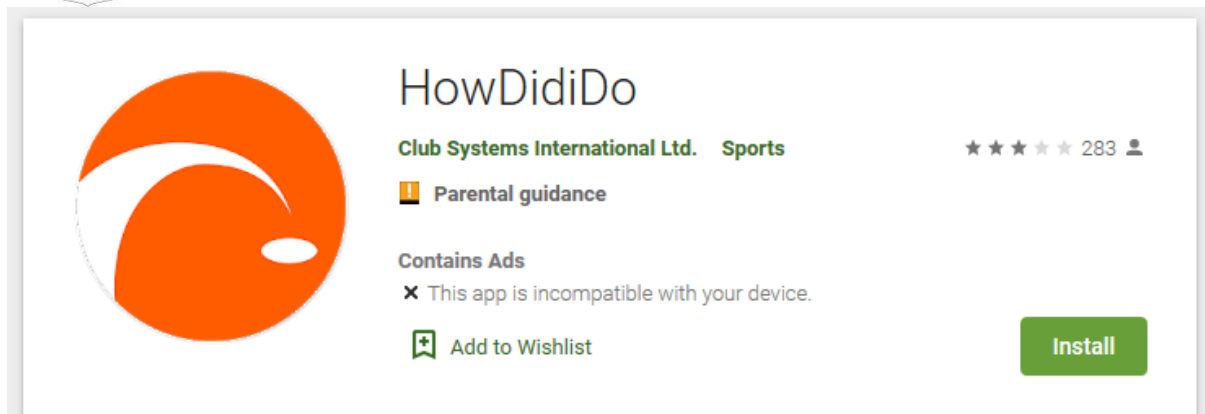 HowDidiDo
Club Systems International Ltd. Sports
283
Parental guidance
Contains Ads
This app is incompatible with your device.
Add to Wishlist
Install